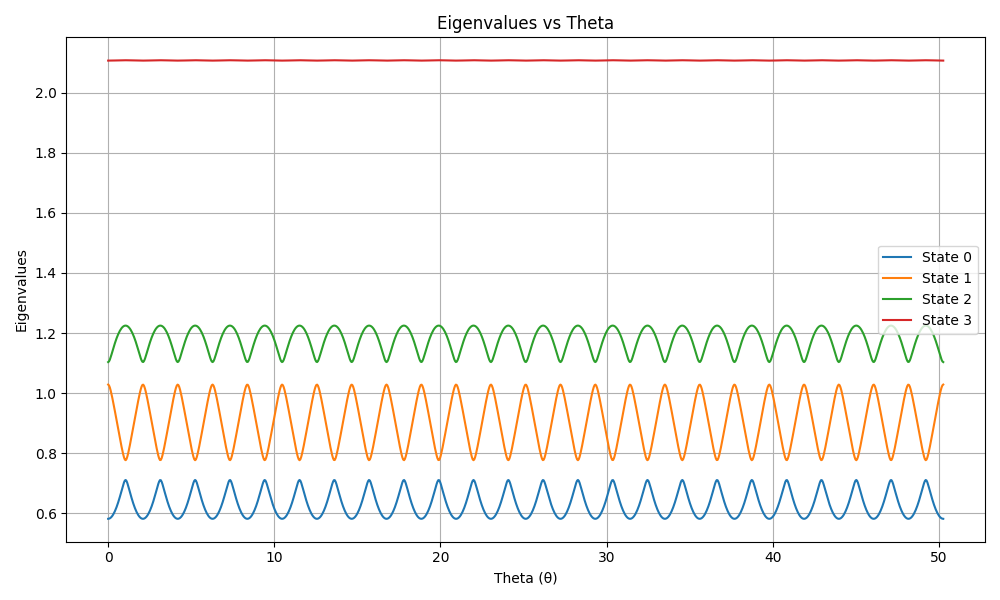 Eigenvalues vs Theta
Eigenvalues
2.0
1.8
1.6
1.4
1.2
1.0
0.8
0.6
State 0
State 1
State 2
State 3
0 10 20 30 40 50
Theta (θ)